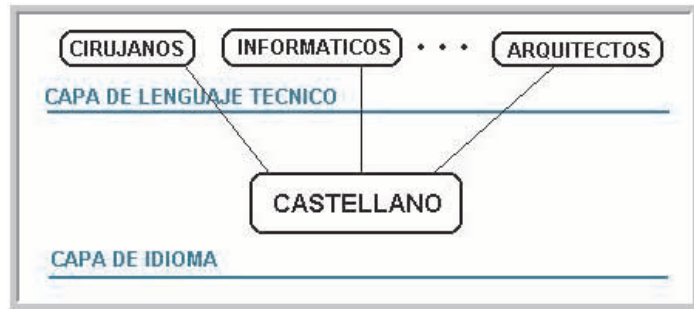 CIRUJANOS INFORMATICOS • • • ARQUITECTOS
CAPA DE LENGUAJE TECNICO
CASTELLANO
CAPA DE IDIOMA